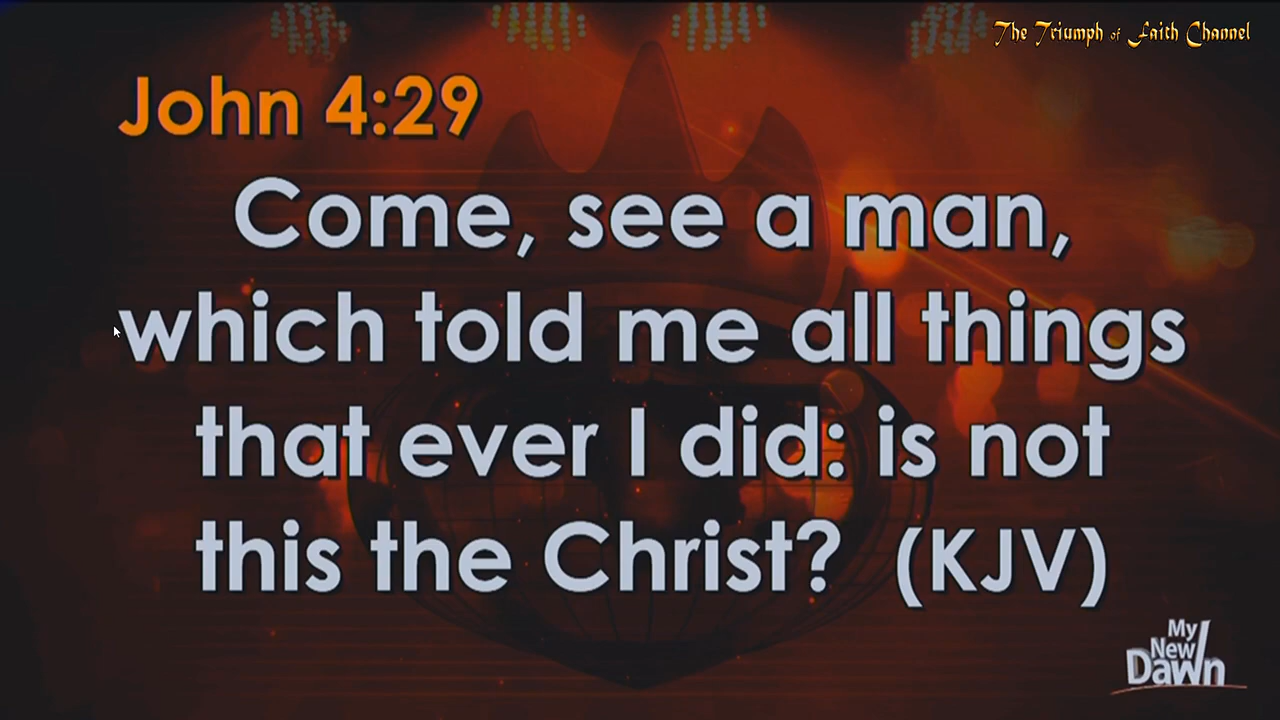 The Triumph of Faith Channel
John 4:29
Come, see a man,
which told me all things
that ever I did: is not
this the Christ? (KJV)
My
New
Dawn